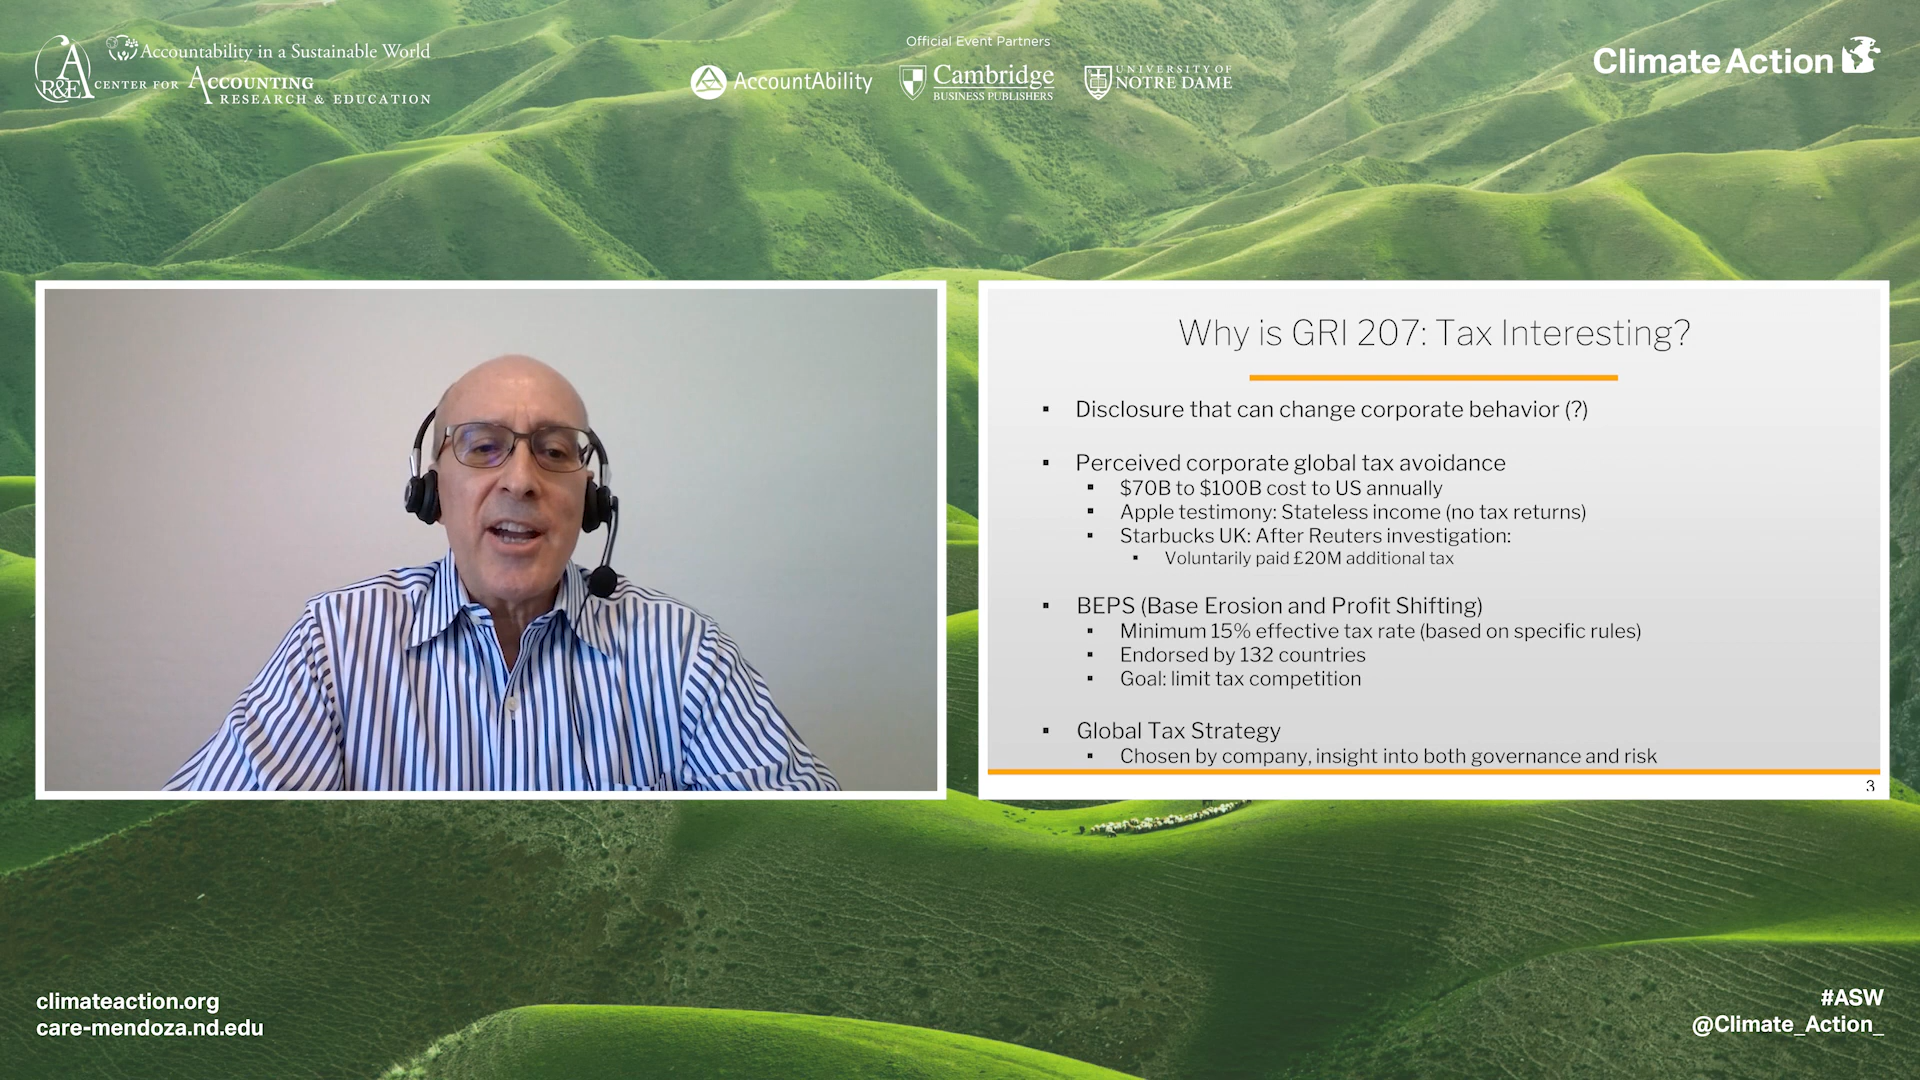 Accountability in a Sustainable World
A
R&E
CENTER FOR ACCOUNTING
RESEARCH & EDUCATION
Official Event Partners
AccountAbility
Cambridge
BUSINESS PUBLISHERS
UNIVERSITY OF
NOTRE DAME
Climate Action
Why is GRI 207: Tax Interesting?
▪ Disclosure that can change corporate behavior (?)
▪ Perceived corporate global tax avoidance
▪ $70B to $100B cost to US annually
▪ Apple testimony: Stateless income (no tax returns)
▪ Starbucks UK: After Reuters investigation:
▪ Voluntarily paid £20M additional tax
▪ BEPS (Base Erosion and Profit Shifting)
▪ Minimum 15% effective tax rate (based on specific rules)
▪ Endorsed by 132 countries
▪ Goal: limit tax competition
▪ Global Tax Strategy
▪ Chosen by company, insight into both governance and risk
3
climateaction.org
care-mendoza.nd.edu
#ASW
@Climate_Action_